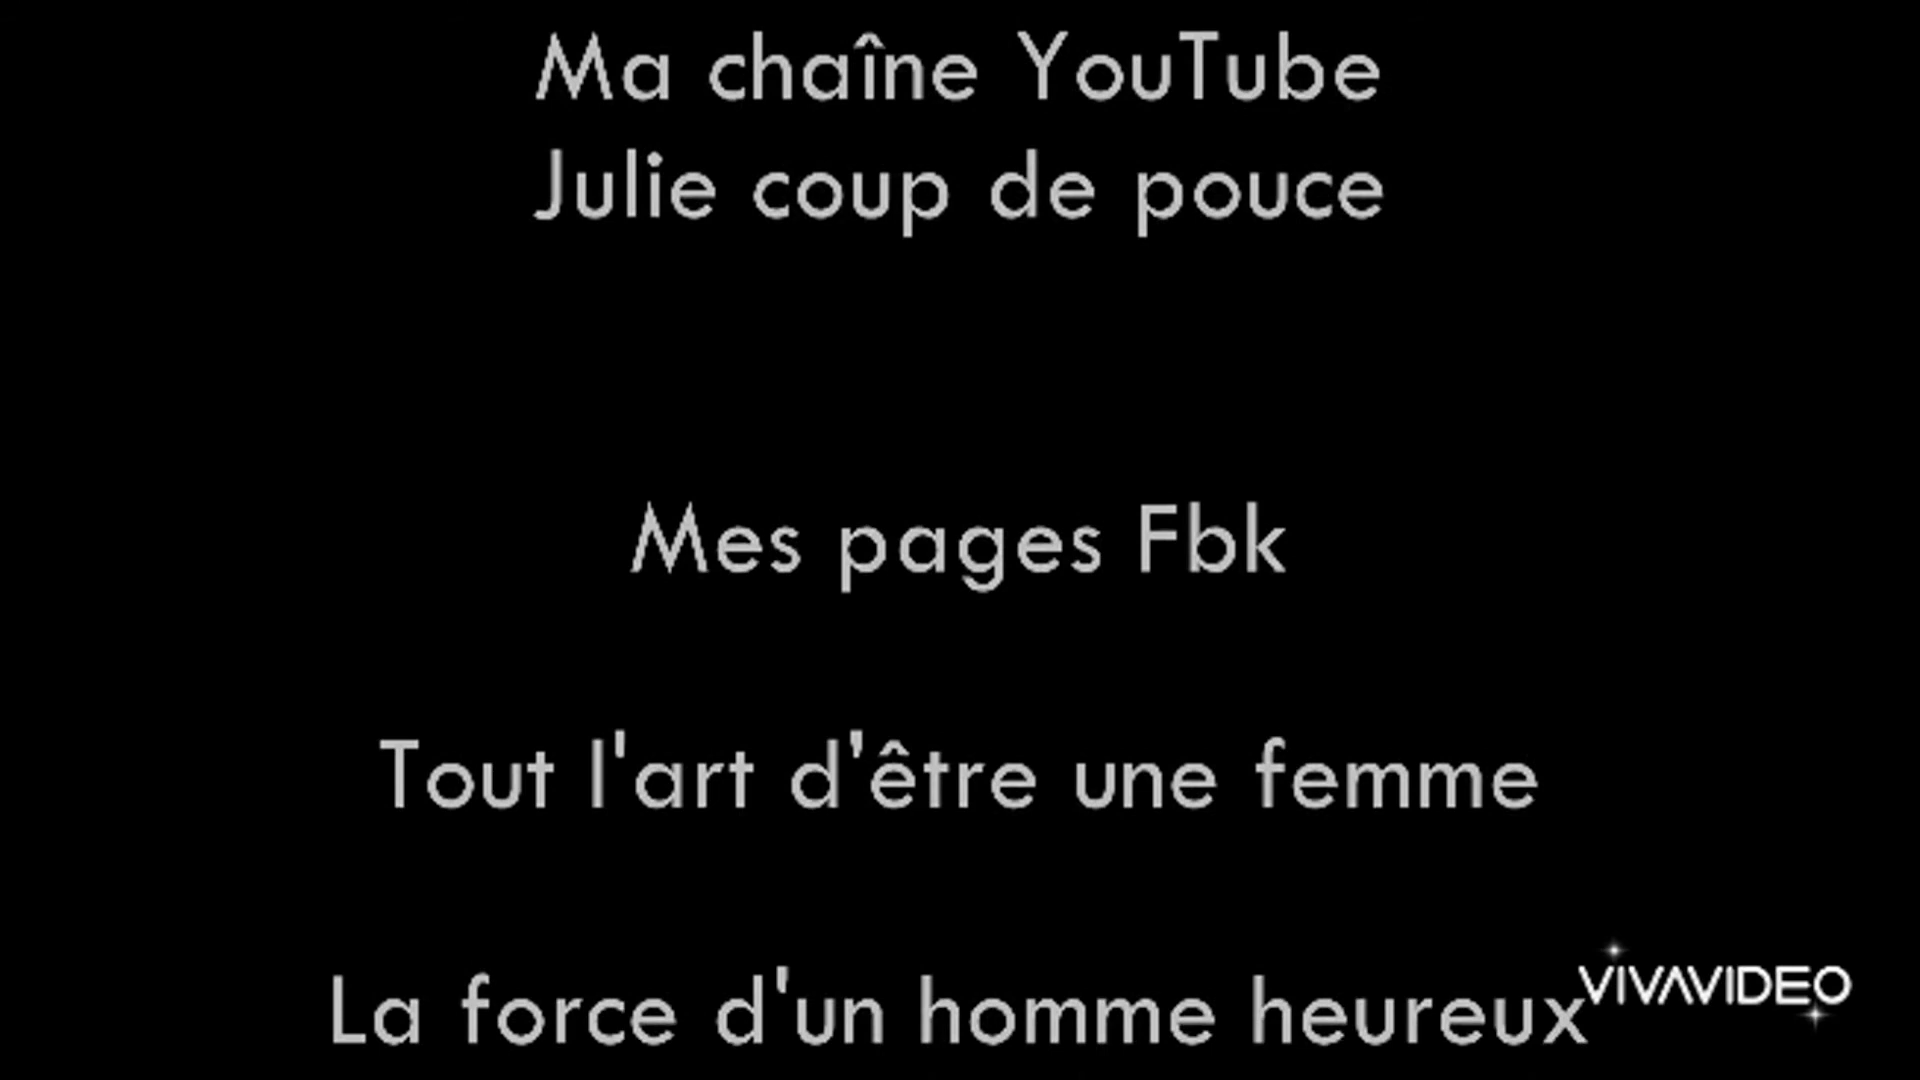 Ma chaîne YouTube
Julie coup de pouce
Mes pages Fbk
Tout l'art d'être une femme
La force d'un homme heureux
VIVAVIDEO